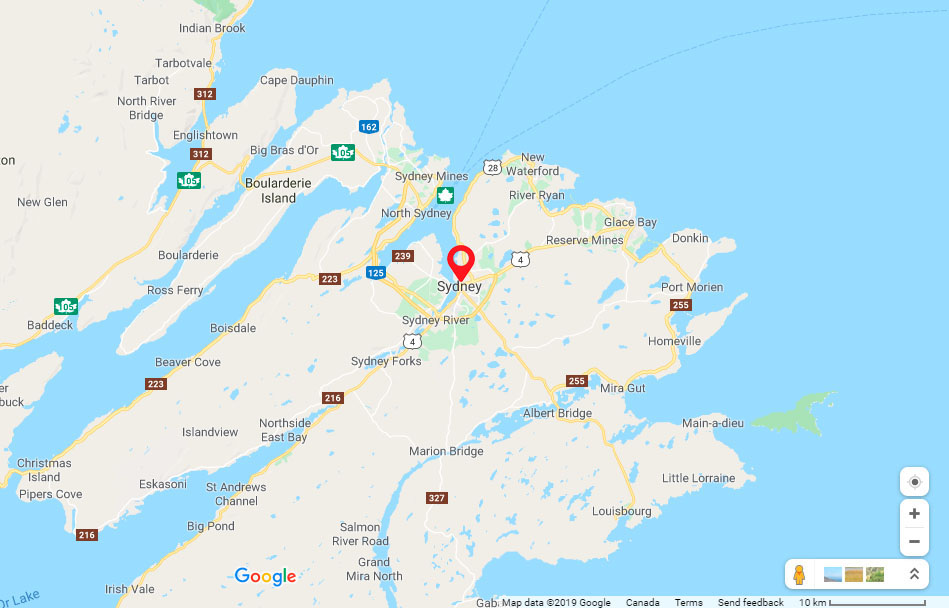 Indian Brook
Tarbotvale
Tarbot
Cape Dauphin
312
North River
Bridge
162
Englishtown
312
Big Bras d'Or
105
New
Waterford
28
105
Sydney Mines
River Ryan
Boularderie
Island
New Glen
North Sydney
Glace Bay
Reserve Mines
Donkin
Boularderie
239
4
125
223
Sydney
Port Morien
Ross Ferry
105
255
Baddeck
Boisdale
Sydney River
4
Homeville
Beaver Cove
Sydney Forks
223
255
Mira Gut
216
Albert Bridge
Northside
East Bay
Islandview
Main-a-dieu
Marion Bridge
Christmas
Island
Pipers Cove
Eskasoni
St Andrews
Channel
Little Lorraine
327
Louisbourg
Big Pond
216
Salmon
River Road
Grand
Mira North
Google
Irish Vale
Map data ©2019 Google Canada Terms Send feedback 10 km